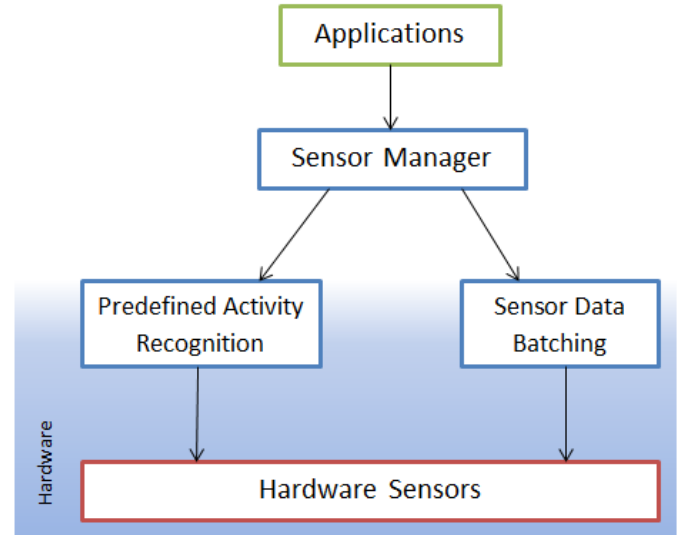 Applications
Sensor Manager
Predefined Activity
Recognition
Sensor Data
Batching
Hardware
Hardware Sensors